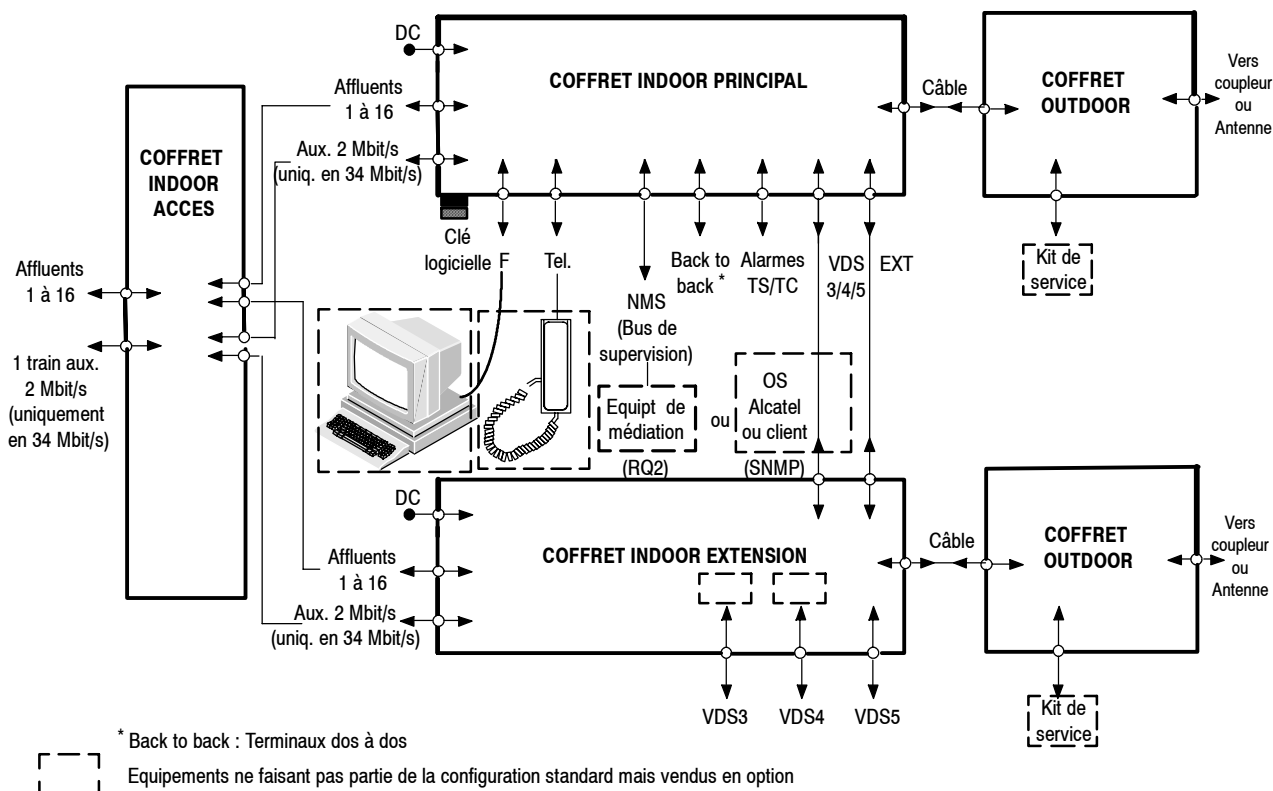 DC
Affluents
1 à 16
Aux. 2 Mbit/s
(uniq. en 34 Mbit/s)
COFFRET INDOOR PRINCIPAL
Câble
COFFRET
OUTDOOR
Vers
coupleur
ou
Antenne
COFFRET
INDOOR
ACCES
Clé
logicielle
F
Tel.
NMS
(Bus de
supervision)
Back to
back *
Alarmes
TS/TC
VDS
3/4/5
EXT
Kit de
service
Affluents
1 à 16
1 train aux.
2 Mbit/s
(uniquement
en 34 Mbit/s)
Equipt de
médiation
(RQ2)
ou
OS
Alcatel
ou client
(SNMP)
DC
Affluents
1 à 16
Aux. 2 Mbit/s
(uniq. en 34 Mbit/s)
COFFRET INDOOR EXTENSION
Câble
COFFRET
OUTDOOR
Vers
coupleur
ou
Antenne
VDS3
VDS4
VDS5
Kit de
service
* Back to back : Terminaux dos à dos
Equipements ne faisant pas partie de la configuration standard mais vendus en option